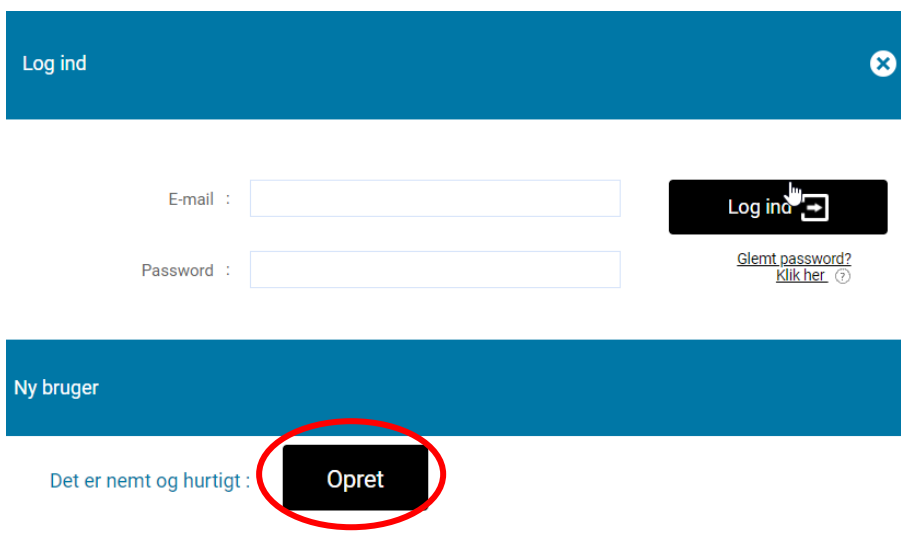 Log ind
E-mail :
Log ind
Password :
Glemt password?
Klik her ?
Ny bruger
Det er nemt og hurtigt :
Opret